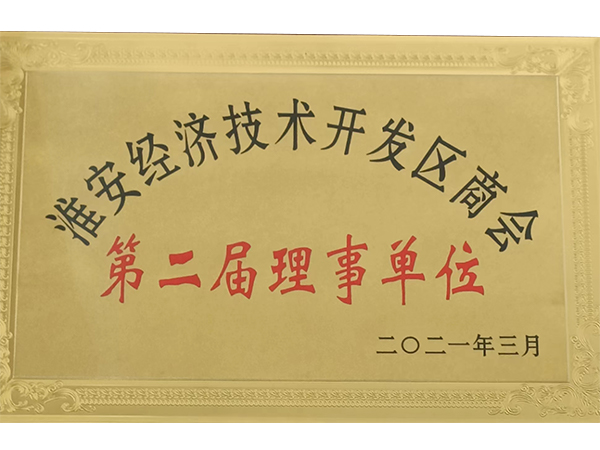 淮安经济技术开发区商会
第二届理事单位
二〇二一年三月